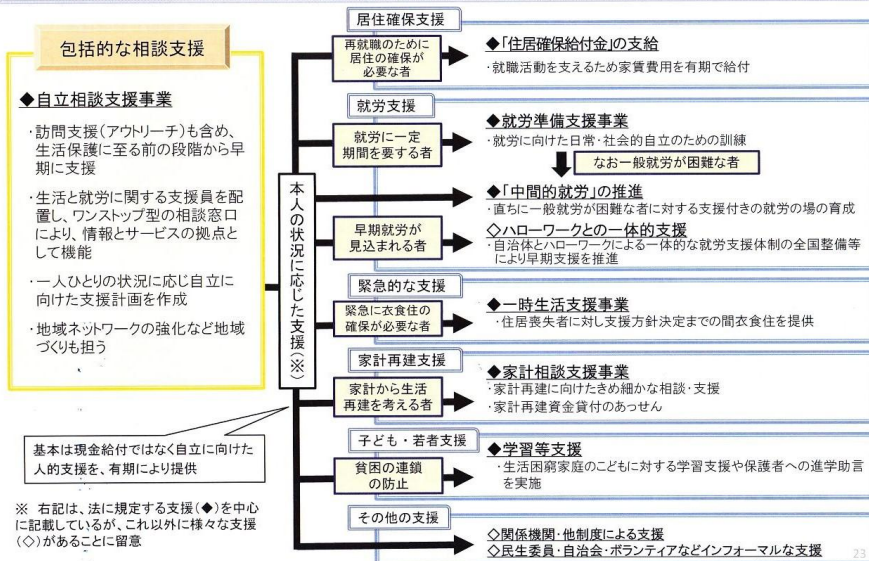 包括的な相談支援
◆自立相談支援事業
・訪問支援(アウトリーチ)も含め、
生活保護に至る前の段階から早
期に支援
・生活と就労に関する支援員を配
置し、ワンストップ型の相談窓口
により、情報とサービスの拠点と
して機能
・一人ひとりの状況に応じ自立に
向けた支援計画を作成
・地域ネットワークの強化など地域
づくりも担う
基本は現金給付ではなく自立に向けた
人的支援を、有期により提供
※ 右記は、法に規定する支援(◆)を中心
に記載しているが、これ以外に様々な支援
(◇)があることに留意
本人の状況に応じた支援(※)
居住確保支援
再就職のために
居住の確保が
必要な者
◆「住居確保給付金」の支給
・就職活動を支えるため家賃費用を有期で給付
就労支援
就労に一定
期間を要する者
◆就労準備支援事業
・就労に向けた日常・社会的自立のための訓練
なお一般就労が困難な者
◆「中間的就労」の推進
・直ちに一般就労が困難な者に対する支援付きの就労の場の育成
早期就労が
見込まれる者
◇ハローワークとの一体的支援
・自治体とハローワークによる一体的な就労支援体制の全国整備等
により早期支援を推進
緊急的な支援
緊急に衣食住の
確保が必要な者
◆一時生活支援事業
・住居喪失者に対し支援方針決定までの間衣食住を提供
家計再建支援
家計から生活
再建を考える者
◆家計相談支援事業
・家計再建に向けたきめ細かな相談・支援
・家計再建資金貸付のあっせん
子ども・若者支援
貧困の連鎖
の防止
◆学習等支援
・生活困窮家庭のこどもに対する学習支援や保護者への進学助言
を実施
その他の支援
◇関係機関・他制度による支援
◇民生委員・自治会・ボランティアなどインフォーマルな支援
23